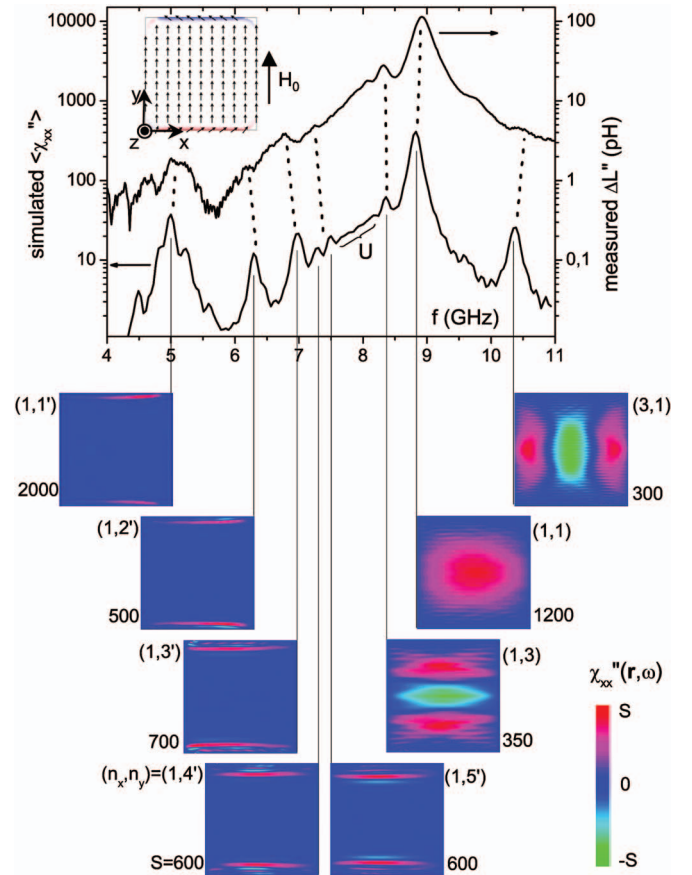 simulated <χxx">
10000
1000
100
10
y
z
x
H0
100
10
1
0,1
measured ΔL" (pH)
U
f (GHz)
4 5 6 7 8 9 10 11
(1,1')
2000
(3,1)
300
(1,2')
500
(1,1)
1200
(1,3')
700
(1,3)
350
(nx,ny)=(1,4')
S=600
(1,5')
600
χxx"(r,ω)
S
0
-S